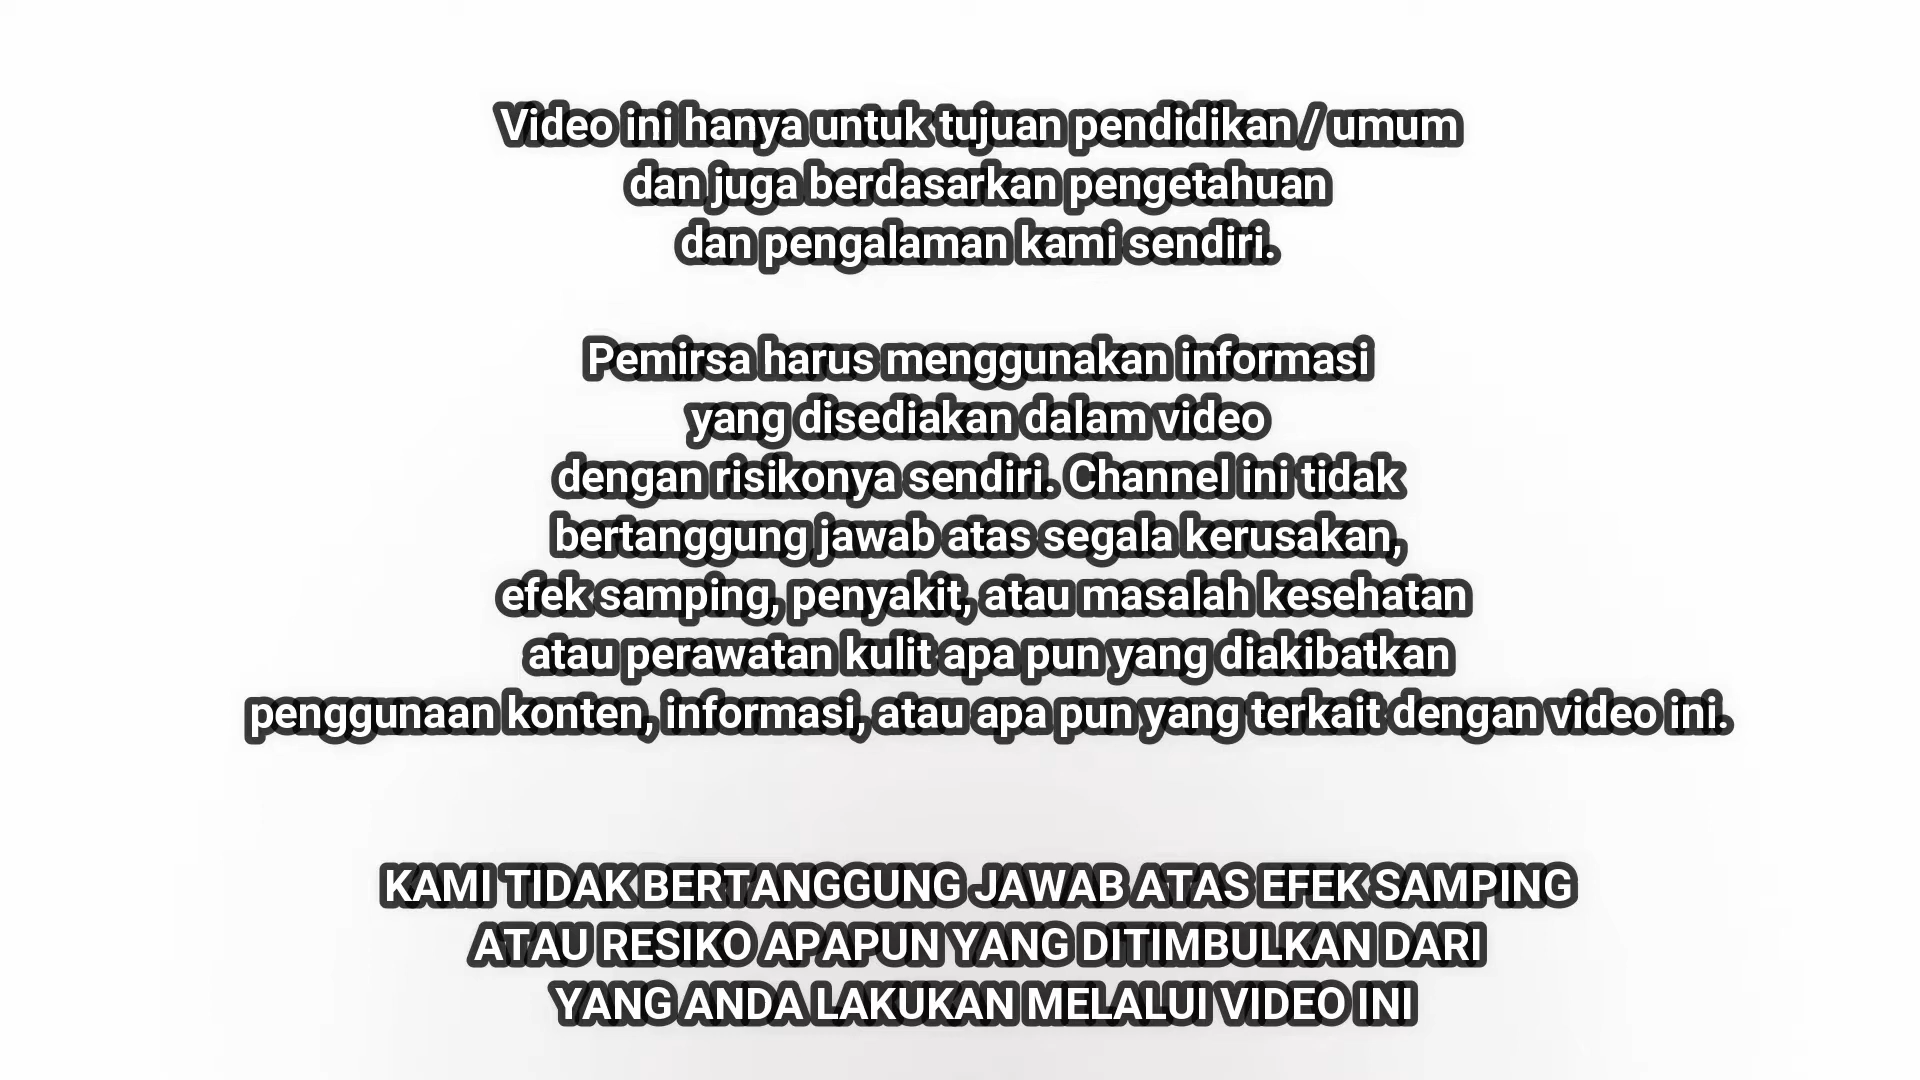 Video ini hanya untuk tujuan pendidikan / umum
dan juga berdasarkan pengetahuan
dan pengalaman kami sendiri.
Pemirsa harus menggunakan informasi
yang disediakan dalam video
dengan risikonya sendiri. Channel ini tidak
bertanggung jawab atas segala kerusakan,
efek samping, penyakit, atau masalah kesehatan
atau perawatan kulit apa pun yang diakibatkan
penggunaan konten, informasi, atau apa pun yang terkait dengan video ini.
KAMI TIDAK BERTANGGUNG JAWAB ATAS EFEK SAMPING
ATAU RESIKO APAPUN YANG DITIMBULKAN DARI
YANG ANDA LAKUKAN MELALUI VIDEO INI